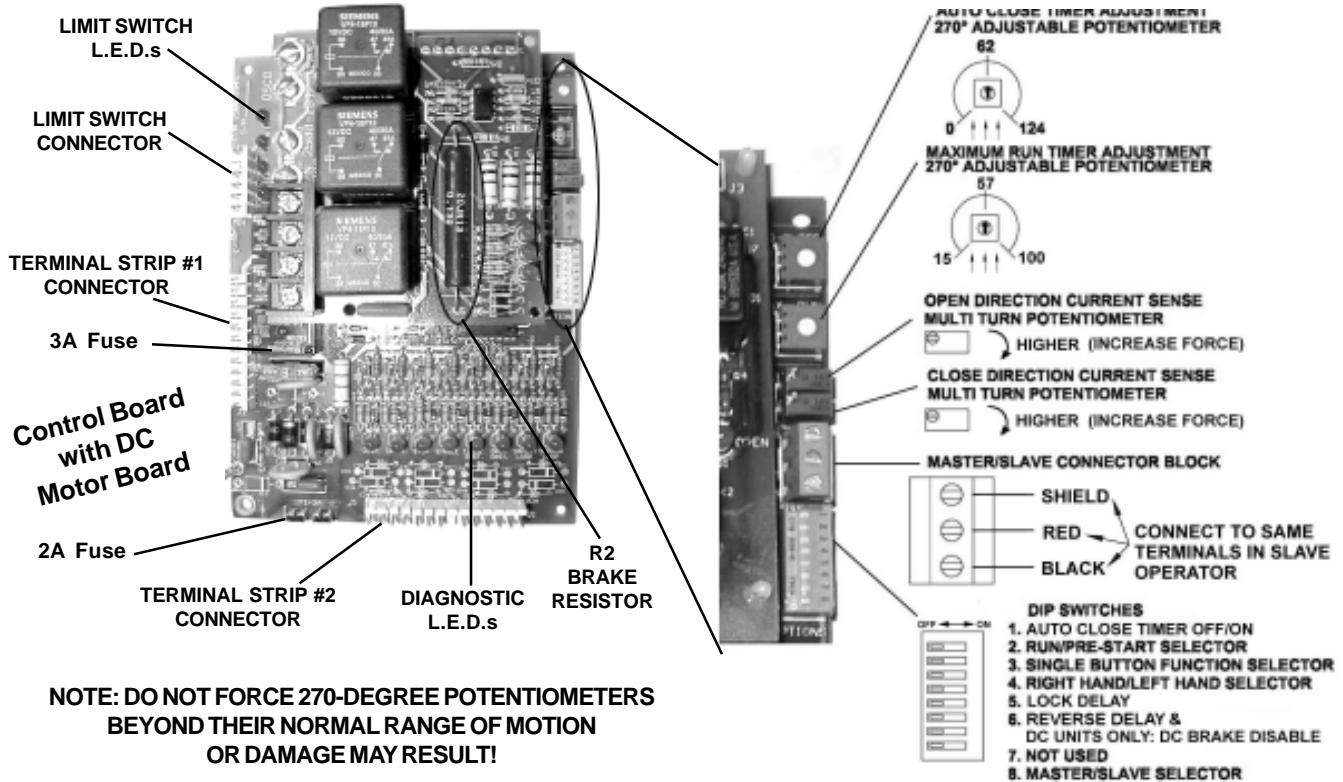 LIMIT SWITCH
L.E.D.s
LIMIT SWITCH
CONNECTOR
TERMINAL STRIP #1
CONNECTOR
3A Fuse
Control Board
with DC
Motor Board
2A Fuse
TERMINAL STRIP #2
CONNECTOR
DIAGNOSTIC
L.E.D.s
R2
BRAKE
RESISTOR
SIEMENS
SIEMENS
SIEMENS
OSCO
NOTE: DO NOT FORCE 270-DEGREE POTENTIOMETERS
BEYOND THEIR NORMAL RANGE OF MOTION
OR DAMAGE MAY RESULT!
J3
AUTO CLOSE TIMER ADJUSTMENT
270° ADJUSTABLE POTENTIOMETER
62
0
124
MAXIMUM RUN TIMER ADJUSTMENT
270° ADJUSTABLE POTENTIOMETER
57
15
100
OPEN DIRECTION CURRENT SENSE
MULTI TURN POTENTIOMETER
HIGHER (INCREASE FORCE)
CLOSE DIRECTION CURRENT SENSE
MULTI TURN POTENTIOMETER
HIGHER (INCREASE FORCE)
MASTER/SLAVE CONNECTOR BLOCK
SHIELD
RED
BLACK
CONNECT TO SAME
TERMINALS IN SLAVE
OPERATOR
DIP SWITCHES
OFF ON
1. AUTO CLOSE TIMER OFF/ON
2. RUN/PRE-START SELECTOR
3. SINGLE BUTTON FUNCTION SELECTOR
4. RIGHT HAND/LEFT HAND SELECTOR
5. LOCK DELAY
6. REVERSE DELAY &
DC UNITS ONLY: DC BRAKE DISABLE
7. NOT USED
8. MASTER/SLAVE SELECTOR